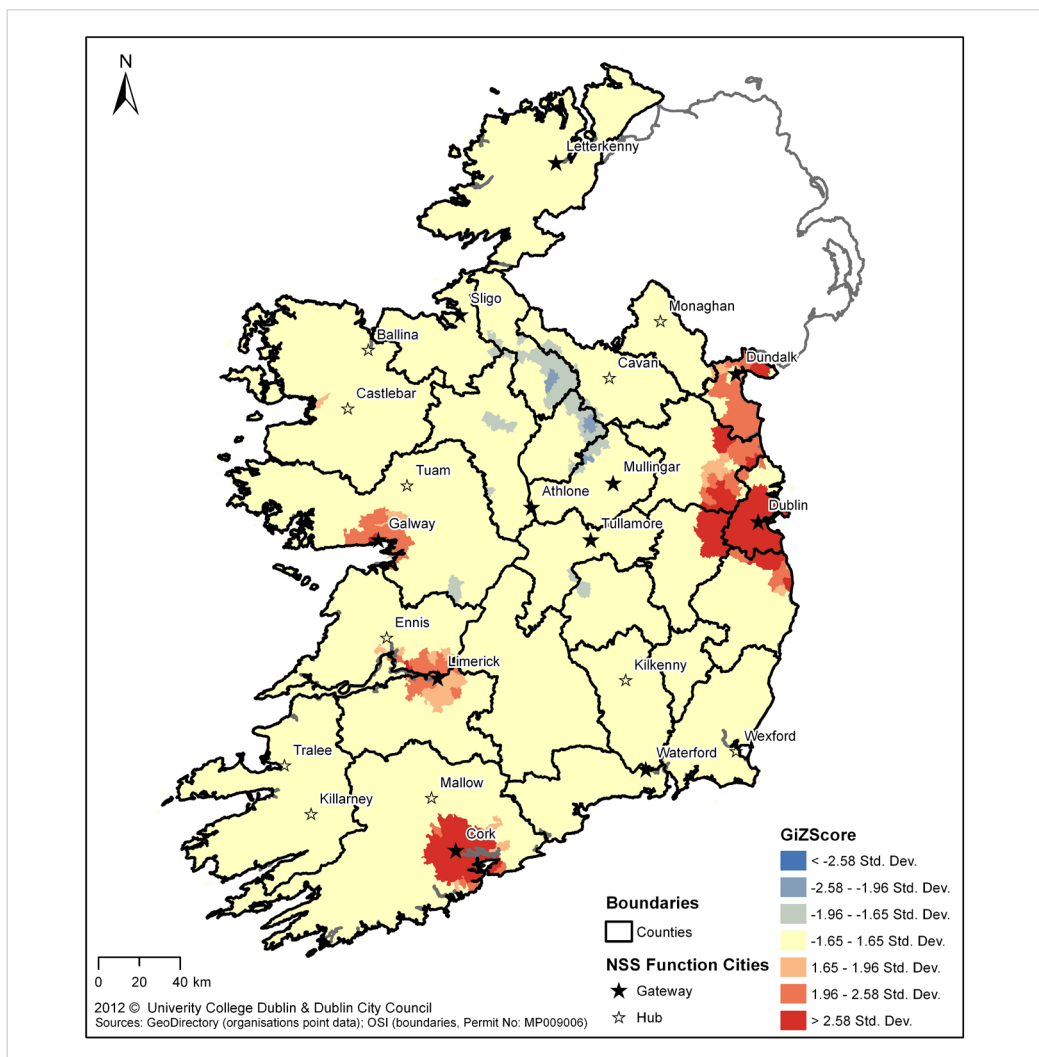 N
Letterkenny
Sligo
Monaghan
Ballina
Dundalk
Cavan
Castlebar
Tuam
Mullingar
Athlone
Dublin
Galway
Tullamore
Ennis
Limerick
Kilkenny
Wexford
Tralee
Waterford
Mallow
Killarney
Cork
GiZScore
< -2.58 Std. Dev.
-2.58 - -1.96 Std. Dev.
-1.96 - -1.65 Std. Dev.
-1.65 - 1.65 Std. Dev.
1.65 - 1.96 Std. Dev.
1.96 - 2.58 Std. Dev.
> 2.58 Std. Dev.
Boundaries
Counties
NSS Function Cities
Gateway
Hub
0 20 40 km
2012 © Univerity College Dublin & Dublin City Council
Sources: GeoDirectory (organisations point data); OSI (boundaries, Permit No: MP009006)